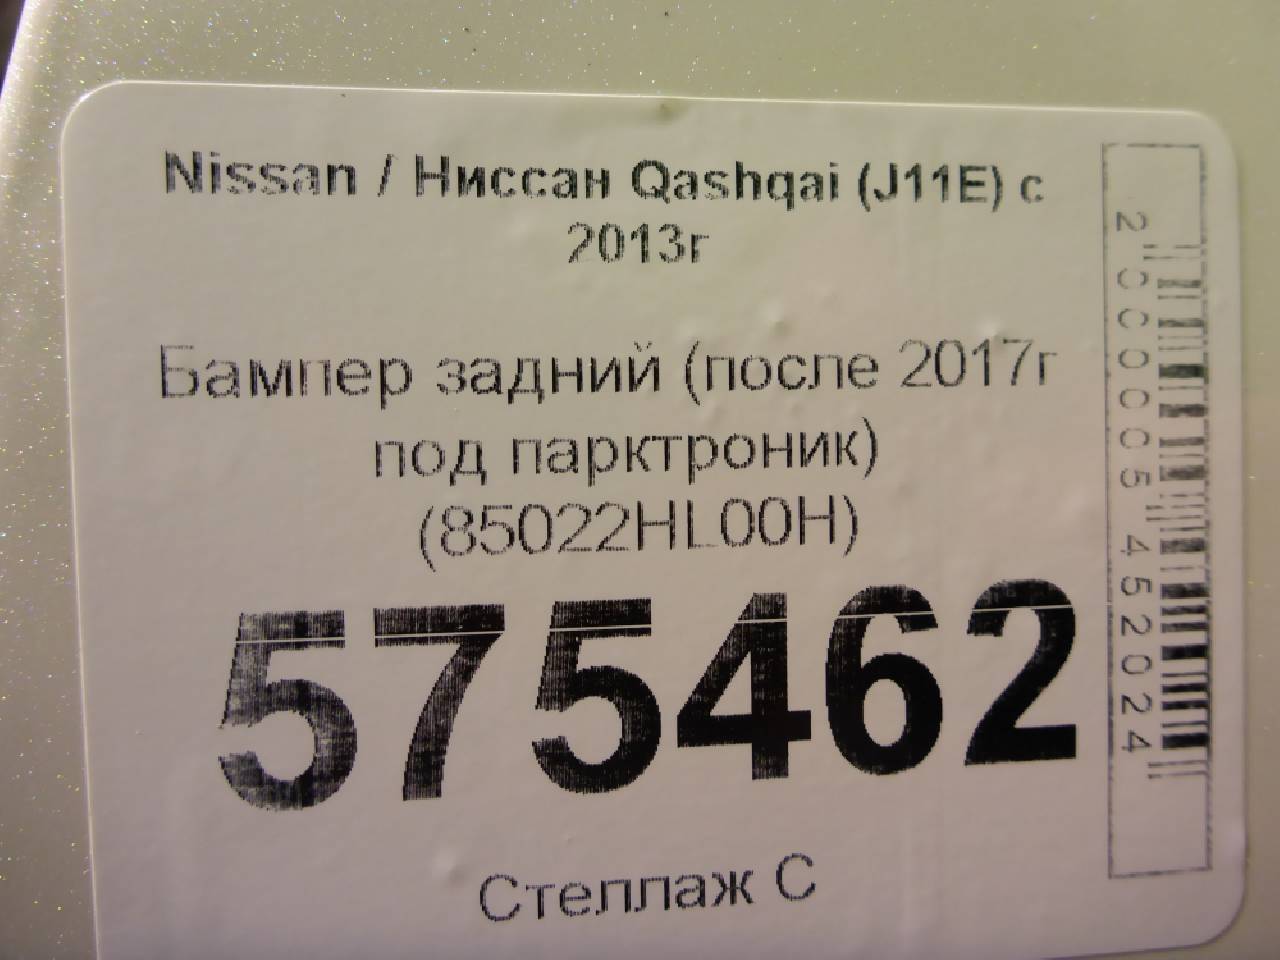 Nissan / Ниссан Qashqai (J11E) с
2013г
Бампер задний (после 2017г
под парктроник)
(85022HL00H)
575462
Стеллаж С
2000005452024